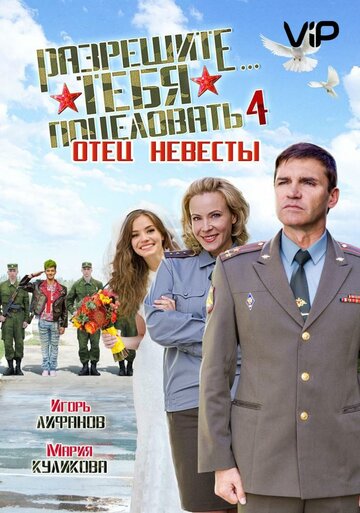 ViP
РАЗРЕШИТЕ...
ТЕБЯ
ПОЦЕЛОВАТЬ 4
ОТЕЦ НЕВЕСТЫ
ИГОРЬ
ЛИФАНОВ
МАРИЯ
КУЛИКОВА